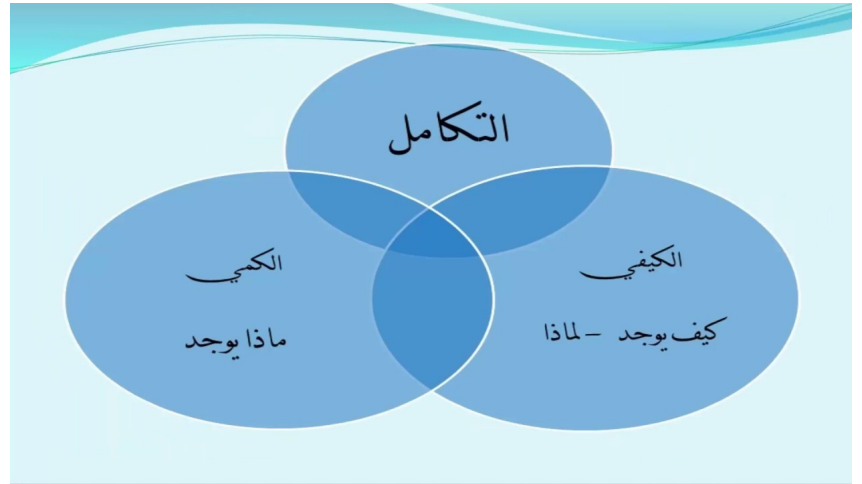 التكامل
الكيفي
كيف يوجد – لماذا
الكمي
ماذا يوجد